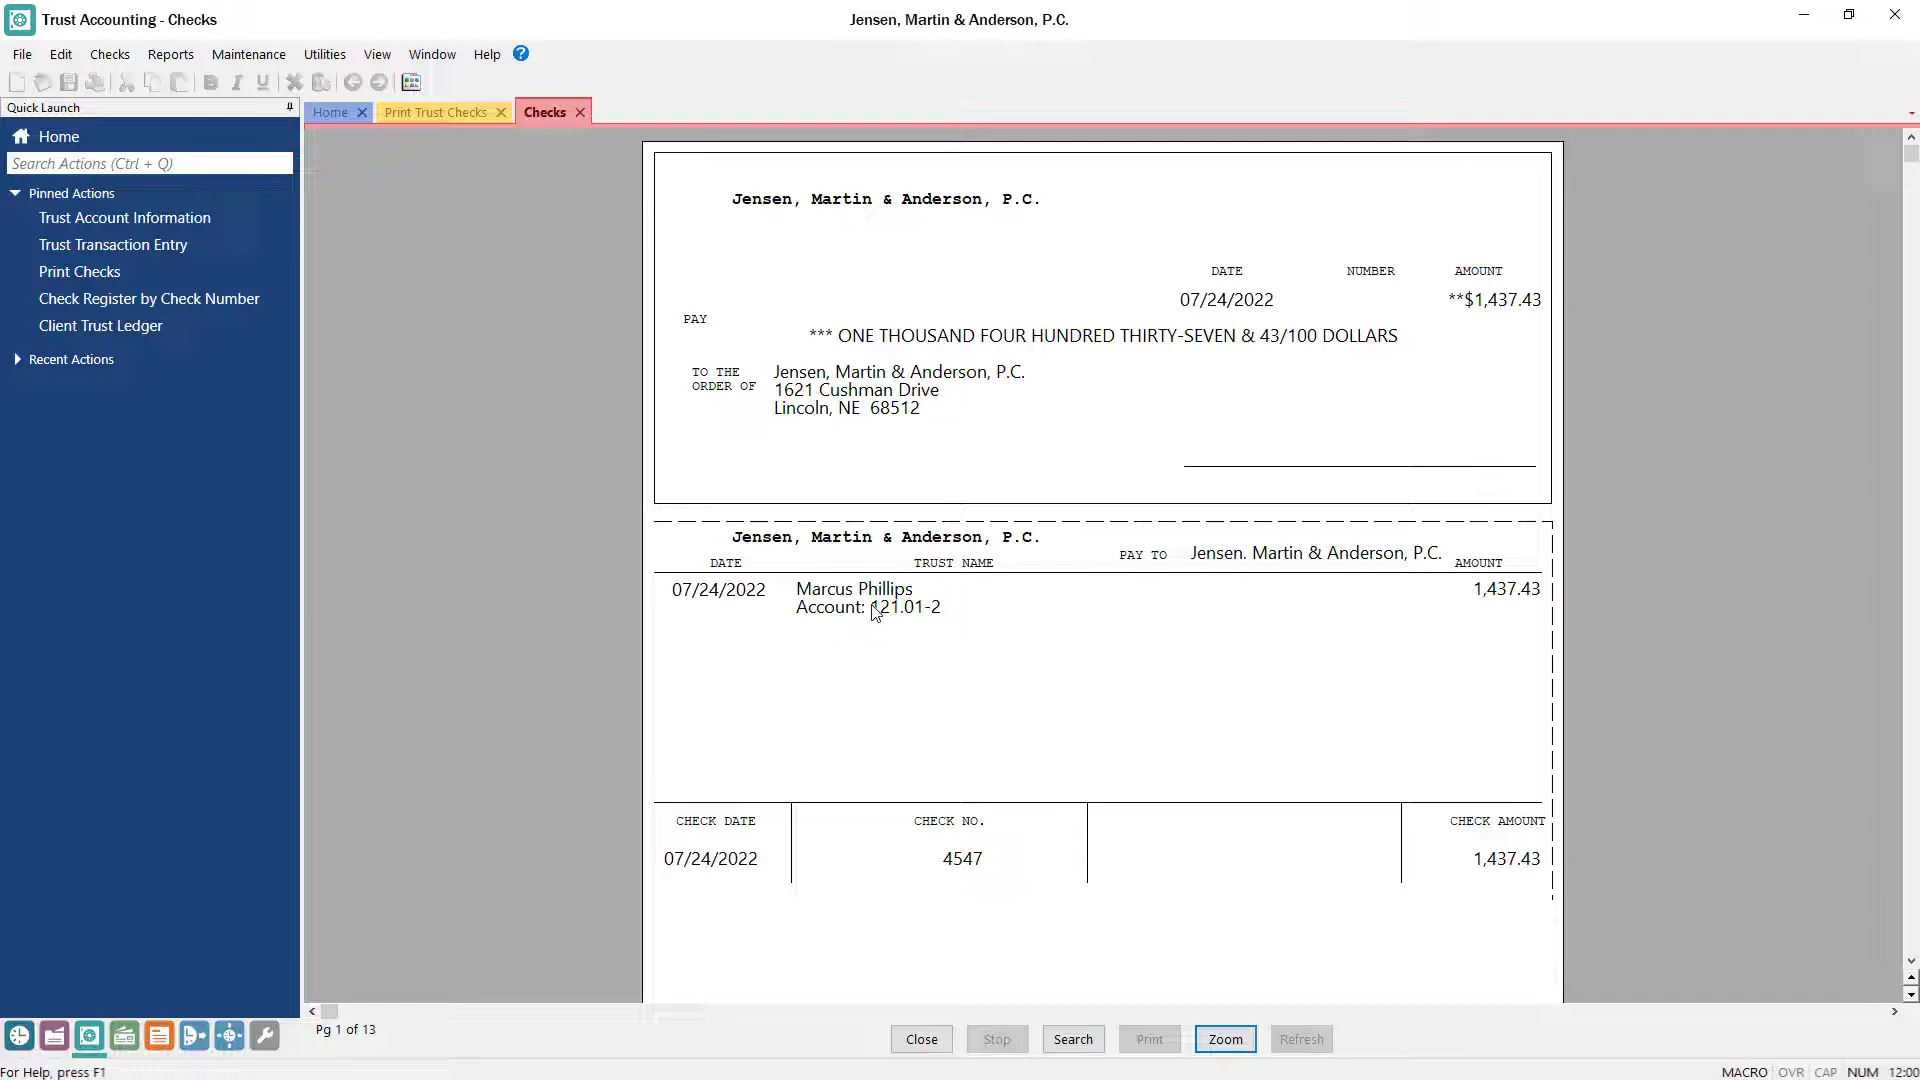 Trust Accounting - Checks
Jensen, Martin & Anderson, P.C.
File Edit Checks Reports Maintenance Utilities View Window Help ?
B I U
Quick Launch
Home
Search Actions (Ctrl + Q)
Pinned Actions
Trust Account Information
Trust Transaction Entry
Print Checks
Check Register by Check Number
Client Trust Ledger
Recent Actions
Home Print Trust Checks Checks
Jensen, Martin & Anderson, P.C.
DATE NUMBER AMOUNT
07/24/2022 **$1,437.43
PAY
*** ONE THOUSAND FOUR HUNDRED THIRTY-SEVEN & 43/100 DOLLARS
TO THE
ORDER OF
Jensen, Martin & Anderson, P.C.
1621 Cushman Drive
Lincoln, NE 68512
Jensen, Martin & Anderson, P.C.
PAY TO Jensen. Martin & Anderson, P.C.
DATE TRUST NAME AMOUNT
07/24/2022 Marcus Phillips 1,437.43
Account: 121.01-2
CHECK DATE CHECK NO. CHECK AMOUNT
07/24/2022 4547 1,437.43
Pg 1 of 13
Close Stop Search Print Zoom Refresh
For Help, press F1
MACRO OVR CAP NUM 12:00